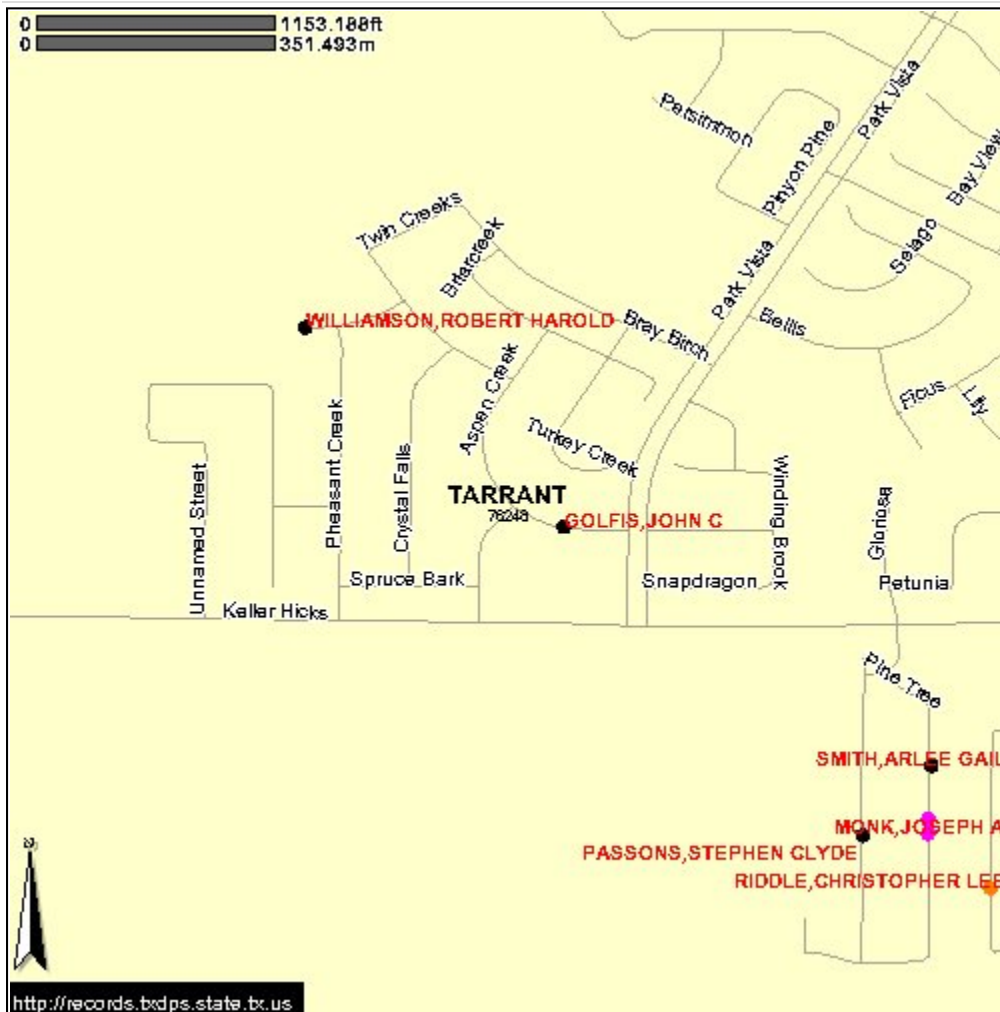 0 1153.188ft
0 351.493m
Park Vista
Persimmon
Pinyon Pine
Bay View
Twin Creeks
Briarcreek
Selago
Park Vista
WILLIAMSON,ROBERT HAROLD
Bray Birch
Bellis
Aspen Creek
Ficus
Lily
Turkey Creek
Pheasant Creek
Crystal Falls
Unnamed Street
TARRANT
76248
GOLFIS,JOHN C
Winding Brook
Gloriosa
Spruce Bark
Snapdragon
Petunia
Keller Hicks
Pine Tree
SMITH,ARLEE GAIL
MONK,JOSEPH A
PASSONS,STEPHEN CLYDE
RIDDLE,CHRISTOPHER LEE
N
http://records.txdps.state.tx.us